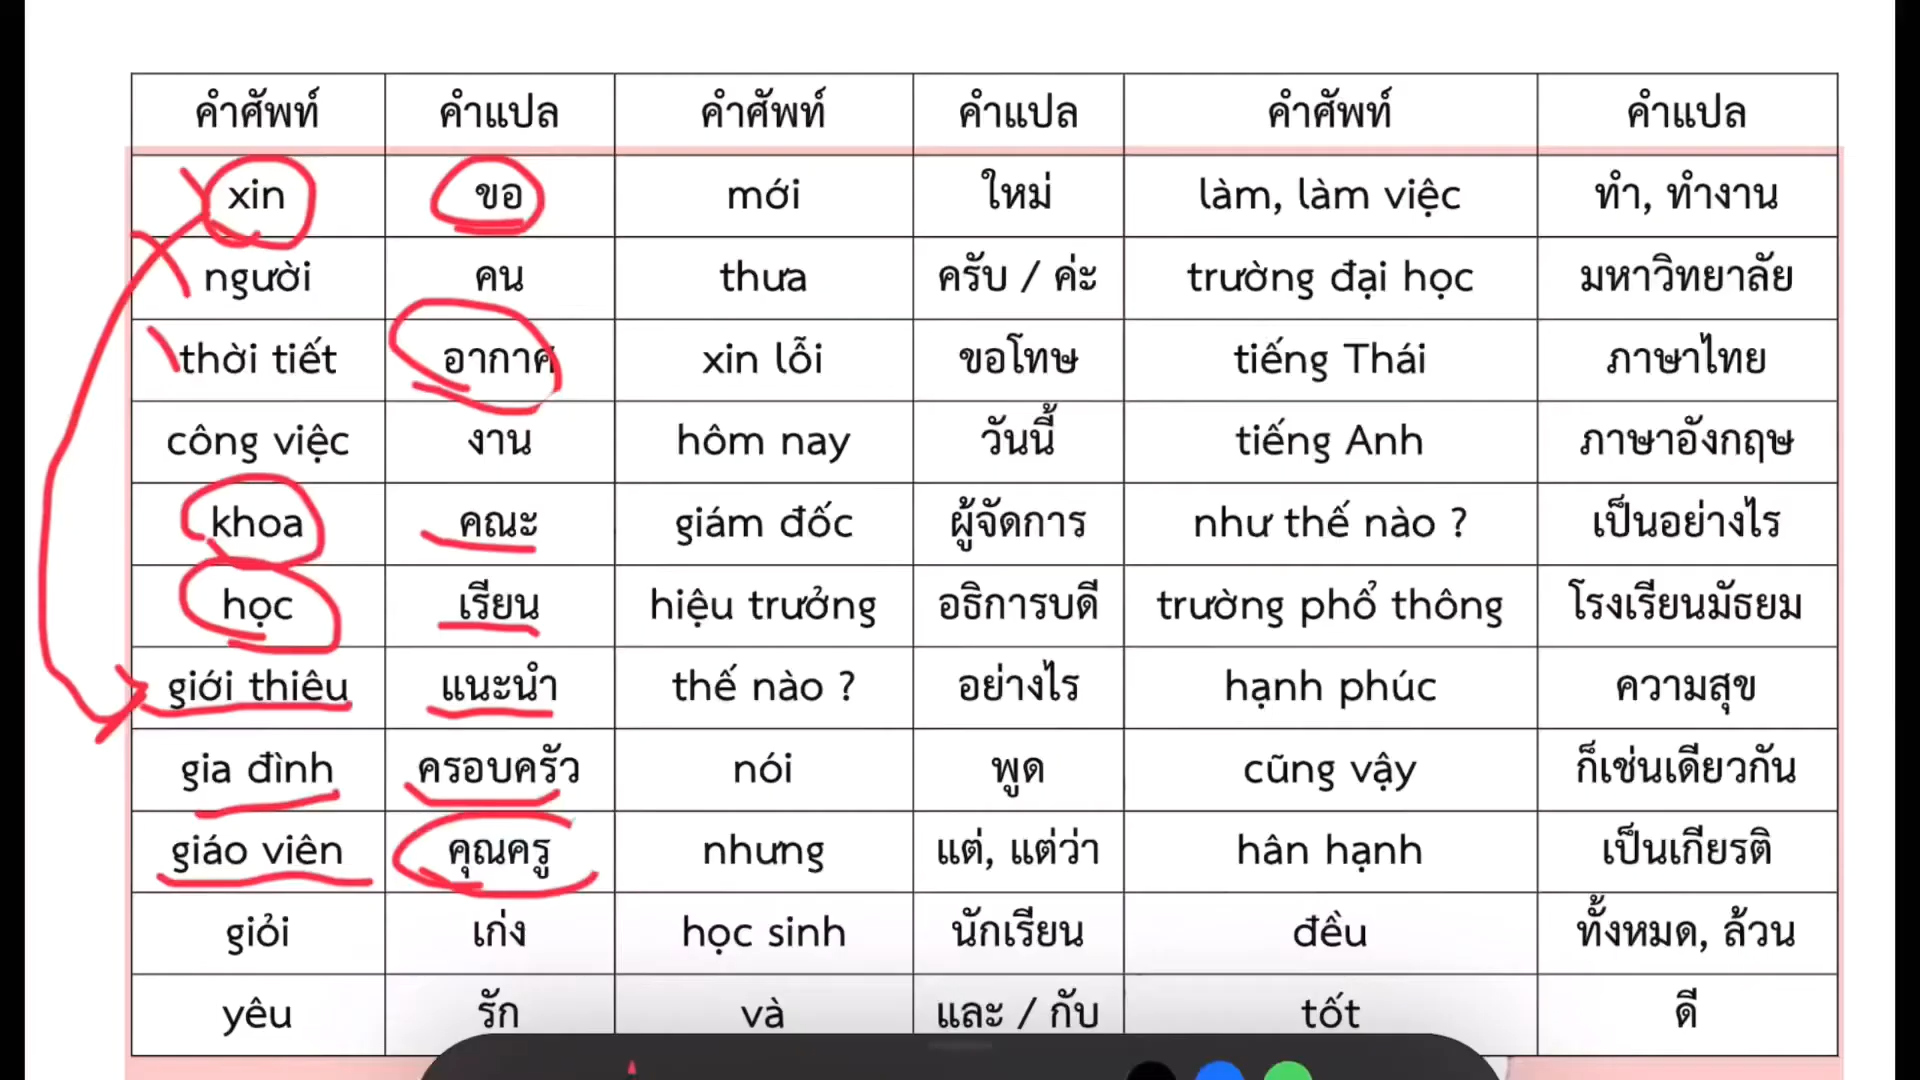 คำศัพท์ คำแปล คำศัพท์ คำแปล คำศัพท์ คำแปล
xin ขอ mới ใหม่ làm, làm việc ทำ, ทำงาน
người คน thưa ครับ / ค่ะ trường đại học มหาวิทยาลัย
thời tiết อากาศ xin lỗi ขอโทษ tiếng Thái ภาษาไทย
công việc งาน hôm nay วันนี้ tiếng Anh ภาษาอังกฤษ
khoa คณะ giám đốc ผู้จัดการ như thế nào ? เป็นอย่างไร
học เรียน hiệu trưởng อธิการบดี trường phổ thông โรงเรียนมัธยม
giới thiêu แนะนำ thế nào ? อย่างไร hạnh phúc ความสุข
gia đình ครอบครัว nói พูด cũng vậy ก็เช่นเดียวกัน
giáo viên คุณครู nhưng แต่, แต่ว่า hân hạnh เป็นเกียรติ
giỏi เก่ง học sinh นักเรียน đều ทั้งหมด, ล้วน
yêu รัก và และ / กับ tốt ดี